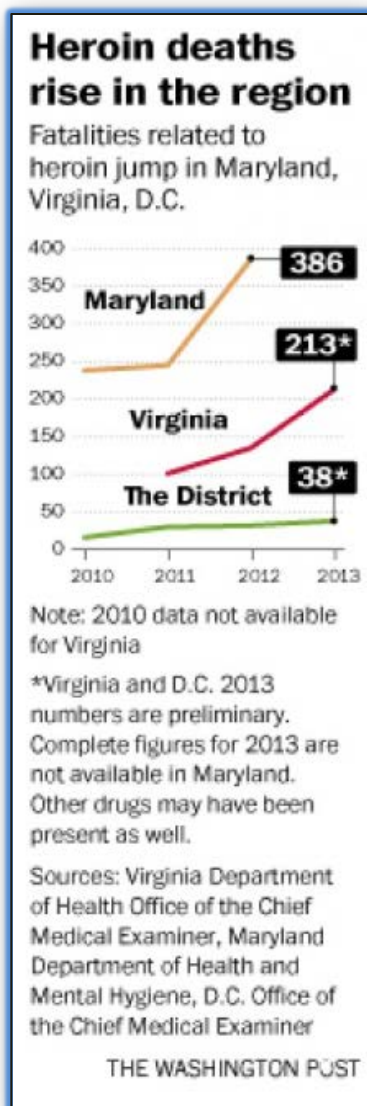 Heroin deaths
rise in the region
Fatalities related to
heroin jump in Maryland,
Virginia, D.C.
400
350
300
250
200
150
100
50
0
Maryland
386
213*
Virginia
The District
38*
2010 2011 2012 2013
Note: 2010 data not available
for Virginia
*Virginia and D.C. 2013
numbers are preliminary.
Complete figures for 2013 are
not available in Maryland.
Other drugs may have been
present as well.
Sources: Virginia Department
of Health Office of the Chief
Medical Examiner, Maryland
Department of Health and
Mental Hygiene, D.C. Office of
the Chief Medical Examiner
THE WASHINGTON POST